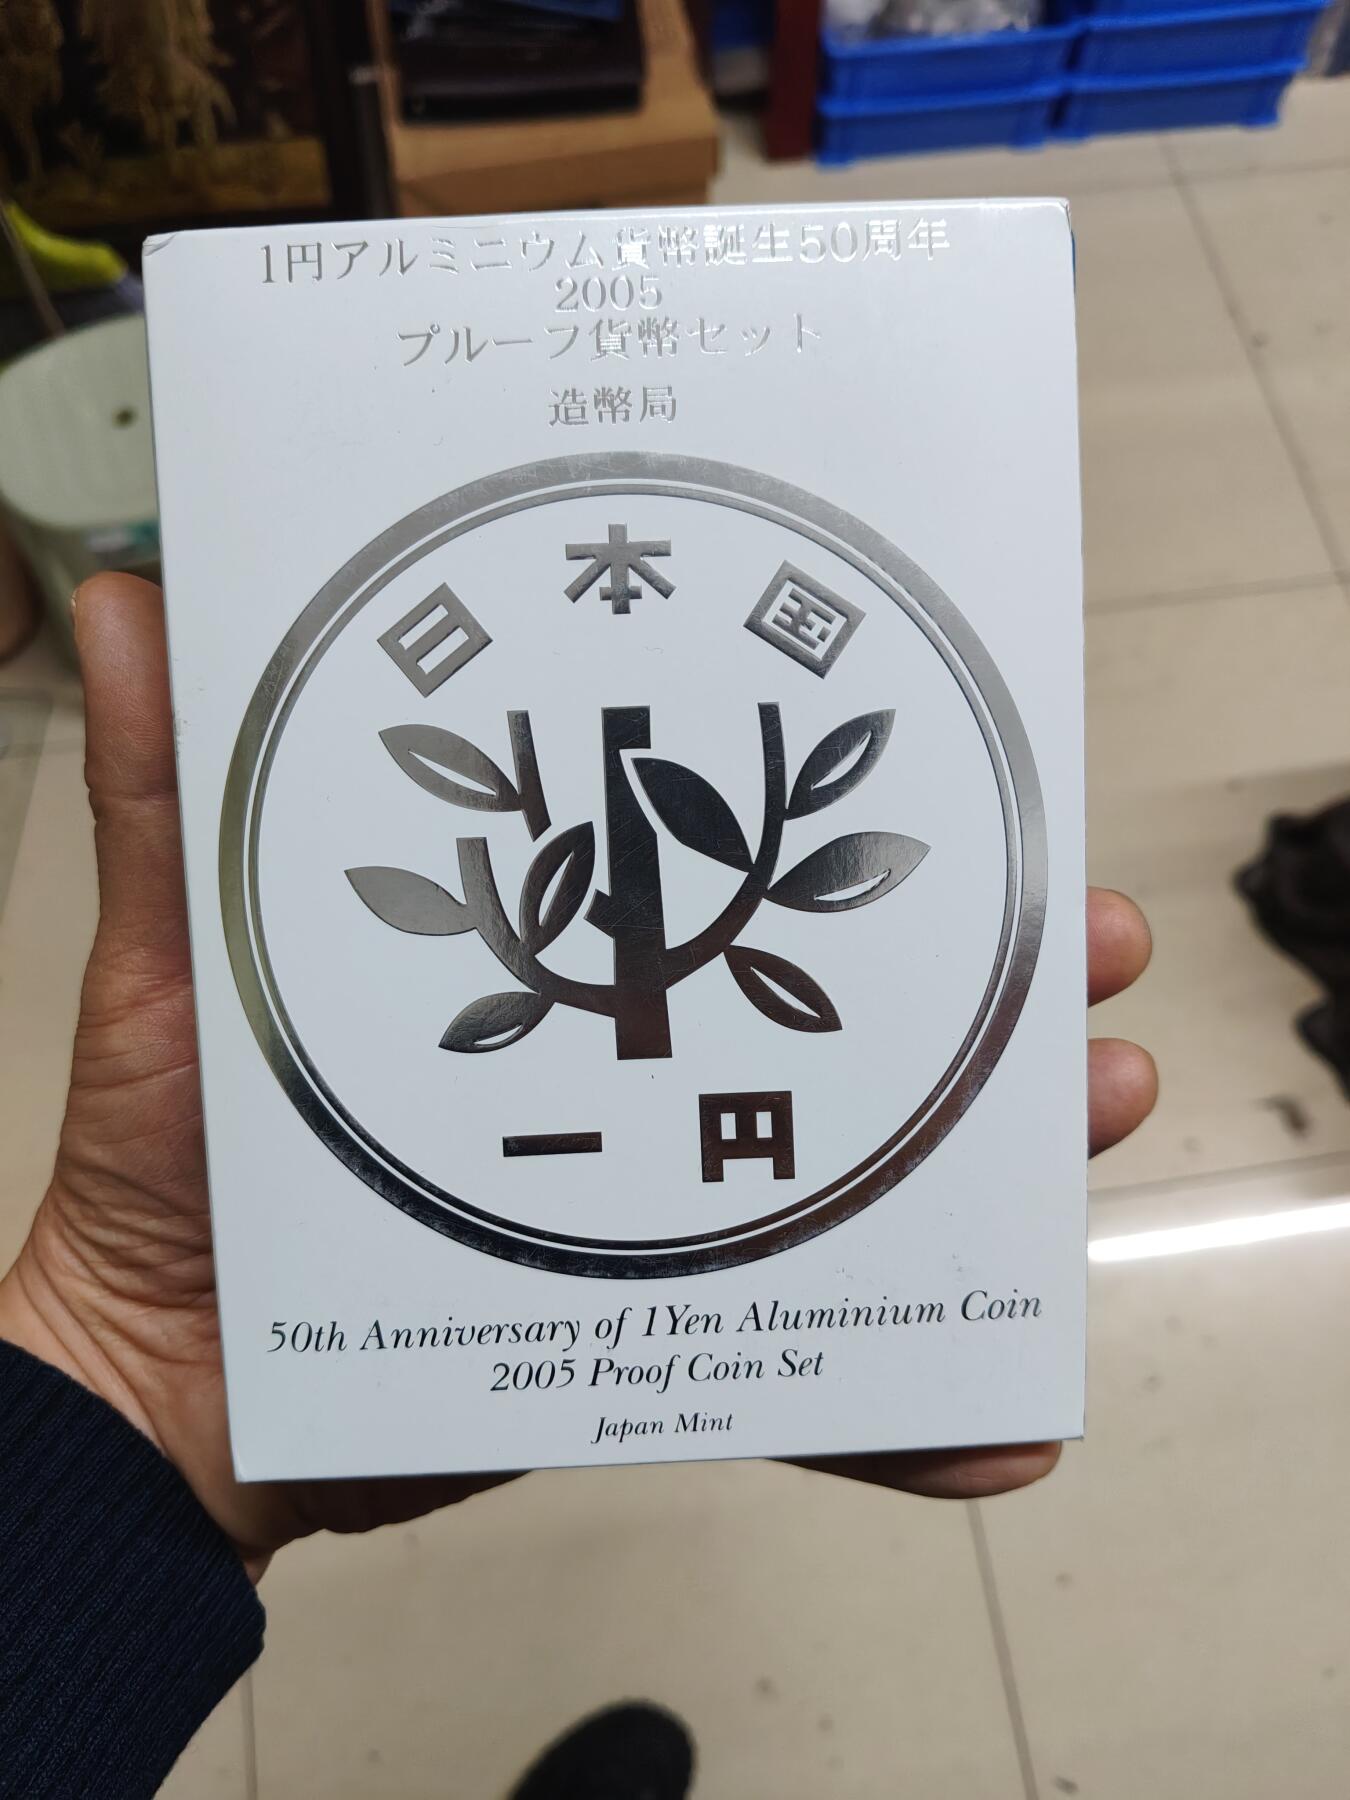 1円アルミニウム貨幣誕生50周年
2005
プルーフ貨幣セット
造幣局
日本国
一円
50th Anniversary of 1Yen Aluminium Coin
2005 Proof Coin Set
Japan Mint